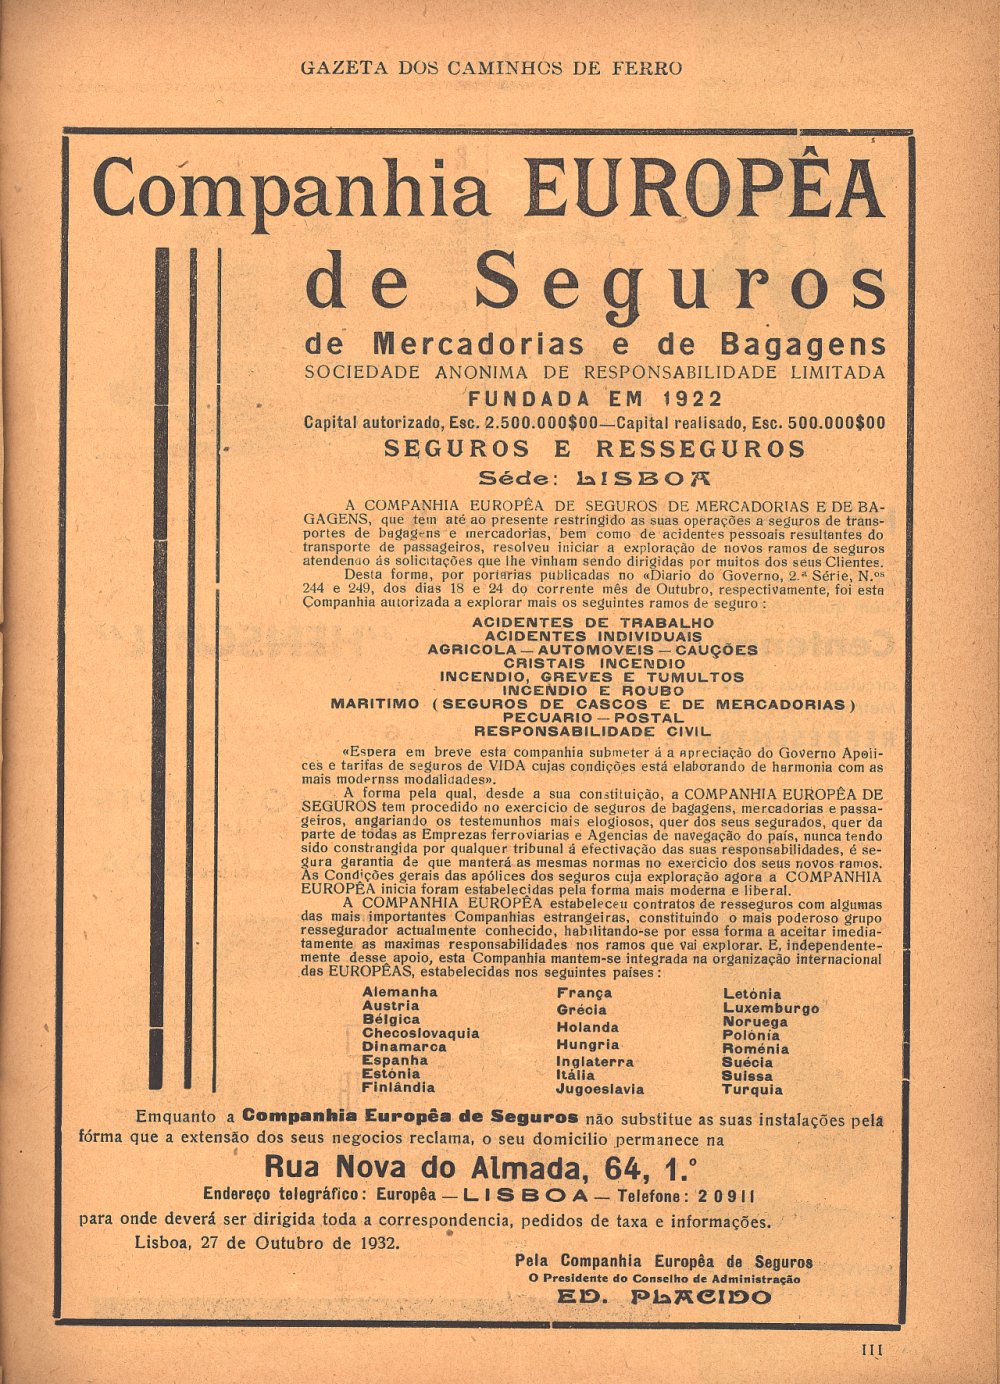 GAZETA DOS CAMINHOS DE FERRO
Companhia EUROPÊA
de Seguros
de Mercadorias e de Bagagens
SOCIEDADE ANONIMA DE RESPONSABILIDADE LIMITADA
FUNDADA EM 1922
Capital autorizado, Esc. 2.500.000$00—Capital realisado, Esc. 500.000$00
SEGUROS E RESSEGUROS
Séde: LISBOA
A COMPANHIA EUROPÊA DE SEGUROS DE MERCADORIAS E DE BA-
GAGENS, que tem até ao presente restringido as suas operações a seguros de trans-
portes de bagagens e mercadorias, bem como de acidentes pessoais resultantes do
transporte de passageiros, resolveu iniciar a exploração de novos ramos de seguros
atendendo ás solicitações que lhe vinham sendo dirigidas por muitos dos seus Clientes.
Desta forma, por portarias publicadas no «Diario do Governo, 2.ª Série, N.os
244 e 249, dos dias 18 e 24 do corrente mês de Outubro, respectivamente, foi esta
Companhia autorizada a explorar mais os seguintes ramos de seguro:
ACIDENTES DE TRABALHO
ACIDENTES INDIVIDUAIS
AGRICOLA — AUTOMOVEIS — CAUÇÕES
CRISTAIS INCENDIO
INCENDIO, GREVES E TUMULTOS
INCENDIO E ROUBO
MARITIMO (SEGUROS DE CASCOS E DE MERCADORIAS)
PECUARIO — POSTAL
RESPONSABILIDADE CIVIL
«Espera em breve esta companhia submeter á a apreciação do Governo Apoli-
ces e tarifas de seguros de VIDA cujas condições está elaborando de harmonia com as
mais modernas modalidades».
A forma pela qual, desde a sua constituição, a COMPANHIA EUROPÊA DE
SEGUROS tem procedido no exercicio de seguros de bagagens, mercadorias e passa-
geiros, angariando os testemunhos mais elogiosos, quer dos seus segurados, quer da
parte de todas as Emprezas ferroviarias e Agencias de navegação do país, nunca tendo
sido constrangida por qualquer tribunal á efectivação das suas responsabilidades, é se-
gura garantia de que manterá as mesmas normas no exercicio dos seus novos ramos.
As Condições gerais das apólices dos seguros cuja exploração agora a COMPANHIA
EUROPÊA inicia foram estabelecidas pela forma mais moderna e liberal.
A COMPANHIA EUROPÊA estabeleceu contratos de resseguros com algumas
das mais importantes Companhias estrangeiras, constituindo o mais poderoso grupo
ressegurador actualmente conhecido, habilitando-se por essa forma a aceitar imedia-
tamente as maximas responsabilidades nos ramos que vai explorar. E, independente-
mente desse apoio, esta Companhia mantem-se integrada na organização internacional
das EUROPÊAS, estabelecidas nos seguintes países:
Alemanha
Austria
Bélgica
Checoslovaquia
Dinamarca
Espanha
Estónia
Finlândia
França
Grécia
Holanda
Hungria
Inglaterra
Itália
Jugoeslavia
Letónia
Luxemburgo
Noruega
Polónia
Roménia
Suécia
Suissa
Turquia
Emquanto a Companhia Européa de Seguros não substitue as suas instalações pela
fórma que a extensão dos seus negocios reclama, o seu domicilio permanece na
Rua Nova do Almada, 64, 1.º
Endereço telegráfico: Européa — LISBOA — Telefone: 20911
para onde deverá ser dirigida toda a correspondencia, pedidos de taxa e informações.
Lisboa, 27 de Outubro de 1932.
Pela Companhia Européa de Seguros
O Presidente do Conselho de Administração
ED. PLACIDO
III